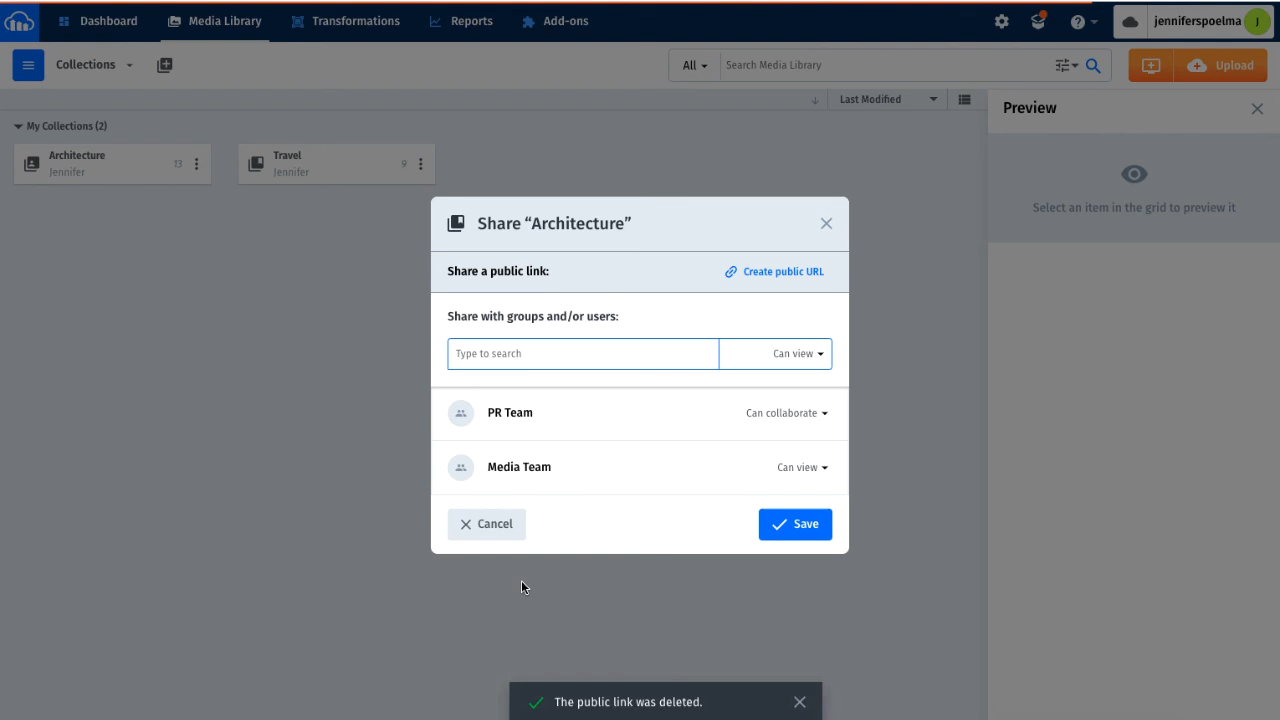 Dashboard Media Library Transformations Reports Add-ons jenniferspoelma J
Collections All Search Media Library Upload
Last Modified Preview
My Collections (2)
Architecture 13 Travel 9
Jennifer Jennifer
Select an item in the grid to preview it
Share “Architecture”
Share a public link: Create public URL
Share with groups and/or users:
Type to search Can view
PR Team Can collaborate
Media Team Can view
Cancel Save
The public link was deleted.